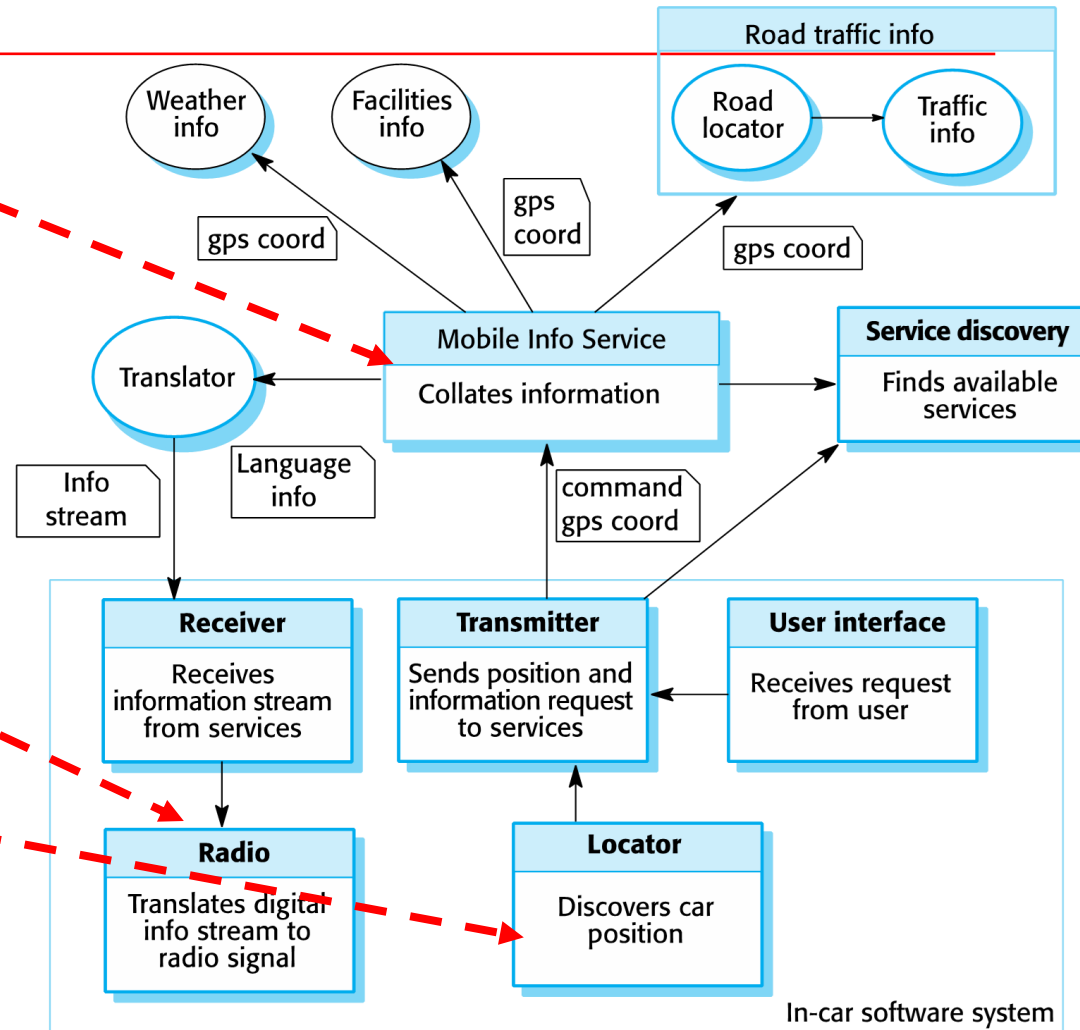 Road traffic info
Weather
info
Facilities
info
Road
locator
Traffic
info
gps coord
gps
coord
gps coord
Mobile Info Service
Collates information
Service discovery
Finds available
services
Translator
Info
stream
Language
info
command
gps coord
Receiver
Receives
information stream
from services
Transmitter
Sends position and
information request
to services
User interface
Receives request
from user
Radio
Translates digital
info stream to
radio signal
Locator
Discovers car
position
In-car software system